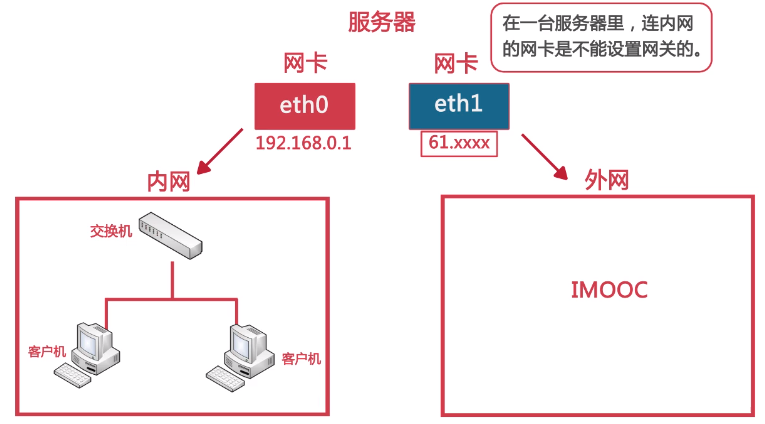 服务器
在一台服务器里，连内网
的网卡是不能设置网关的。
网卡
网卡
eth0
eth1
192.168.0.1
61.xxxx
内网
外网
交换机
IMOOC
客户机
客户机